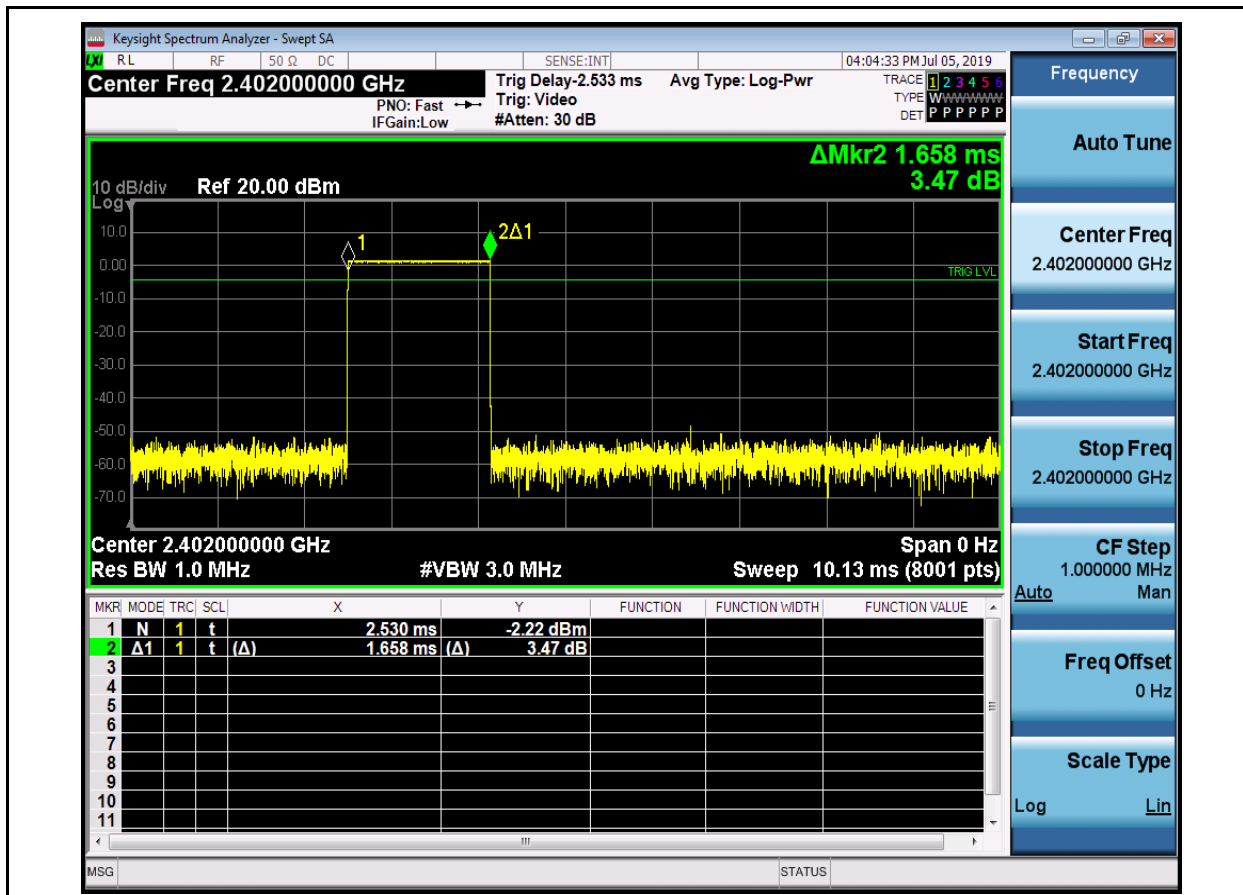 Keysight Spectrum Analyzer - Swept SA
LXI RL RF 50 Ω DC SENSE:INT 04:04:33 PM Jul 05, 2019
Center Freq 2.402000000 GHz Trig Delay-2.533 ms Avg Type: Log-Pwr TRACE 1 2 3 4 5 6
PNO: Fast Trig: Video TYPE WWWWWW
IFGain:Low #Atten: 30 dB DET P P P P P P
ΔMkr2 1.658 ms
3.47 dB
10 dB/div Ref 20.00 dBm
Log
10.0
0.00
-10.0
-20.0
-30.0
-40.0
-50.0
-60.0
-70.0
1
2Δ1
TRIG LVL
Center 2.402000000 GHz Span 0 Hz
Res BW 1.0 MHz #VBW 3.0 MHz Sweep 10.13 ms (8001 pts)
MKR MODE TRC SCL X Y FUNCTION FUNCTION WIDTH FUNCTION VALUE
1 N 1 t 2.530 ms -2.22 dBm
2 Δ1 1 t (Δ) 1.658 ms (Δ) 3.47 dB
3
4
5
6
7
8
9
10
11
MSG STATUS
Frequency
Auto Tune
Center Freq
2.402000000 GHz
Start Freq
2.402000000 GHz
Stop Freq
2.402000000 GHz
CF Step
1.000000 MHz
Auto Man
Freq Offset
0 Hz
Scale Type
Log Lin